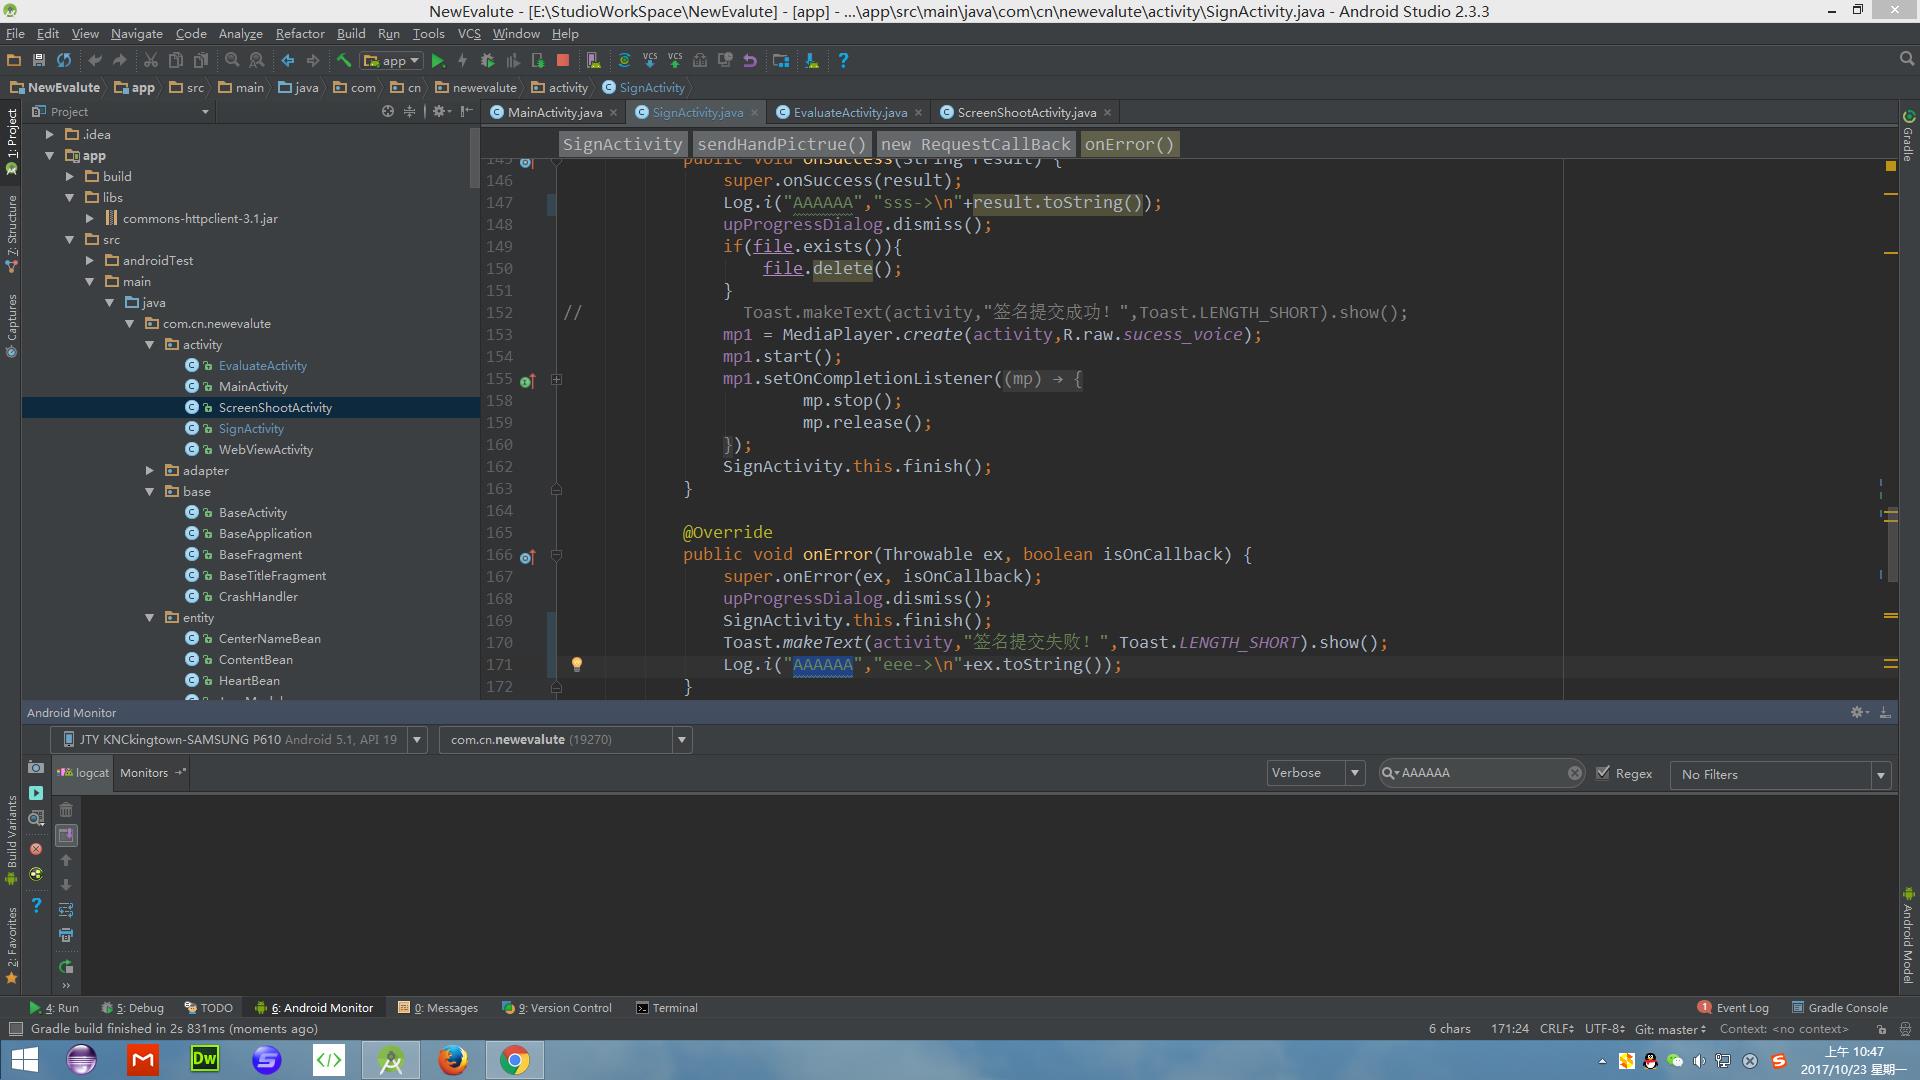 NewEvalute - [E:\StudioWorkSpace\NewEvalute] - [app] - ...\app\src\main\java\com\cn\newevalute\activity\SignActivity.java - Android Studio 2.3.3
File Edit View Navigate Code Analyze Refactor Build Run Tools VCS Window Help
app
NewEvalute app src main java com cn newevalute activity SignActivity
Project
MainActivity.java SignActivity.java EvaluateActivity.java ScreenShootActivity.java
SignActivity sendHandPictrue() new RequestCallBack onError()
1: Project
7: Structure
Captures
Build Variants
2: Favorites
.idea
app
build
libs
commons-httpclient-3.1.jar
src
androidTest
main
java
com.cn.newevalute
activity
EvaluateActivity
MainActivity
ScreenShootActivity
SignActivity
WebViewActivity
adapter
base
BaseActivity
BaseApplication
BaseFragment
BaseTitleFragment
CrashHandler
entity
CenterNameBean
ContentBean
HeartBean
145 public void onSuccess(String result) {
146 super.onSuccess(result);
147 Log.i("AAAAAA","sss->\n"+result.toString());
148 upProgressDialog.dismiss();
149 if(file.exists()){
150 file.delete();
151 }
152 // Toast.makeText(activity,"签名提交成功！",Toast.LENGTH_SHORT).show();
153 mp1 = MediaPlayer.create(activity,R.raw.sucess_voice);
154 mp1.start();
155 mp1.setOnCompletionListener((mp) → {
158 mp.stop();
159 mp.release();
160 });
162 SignActivity.this.finish();
163 }
164
165 @Override
166 public void onError(Throwable ex, boolean isOnCallback) {
167 super.onError(ex, isOnCallback);
168 upProgressDialog.dismiss();
169 SignActivity.this.finish();
170 Toast.makeText(activity,"签名提交失败！",Toast.LENGTH_SHORT).show();
171 Log.i("AAAAAA","eee->\n"+ex.toString());
172 }
Gradle
Android Model
Android Monitor
JTY KNCkingtown-SAMSUNG P610 Android 5.1, API 19 com.cn.newevalute (19270)
logcat Monitors Verbose AAAAAA Regex No Filters
4: Run 5: Debug TODO 6: Android Monitor 0: Messages 9: Version Control Terminal 1 Event Log Gradle Console
Gradle build finished in 2s 831ms (moments ago) 6 chars 171:24 CRLF UTF-8 Git: master Context: <no context>
Dw
上午 10:47
2017/10/23 星期一